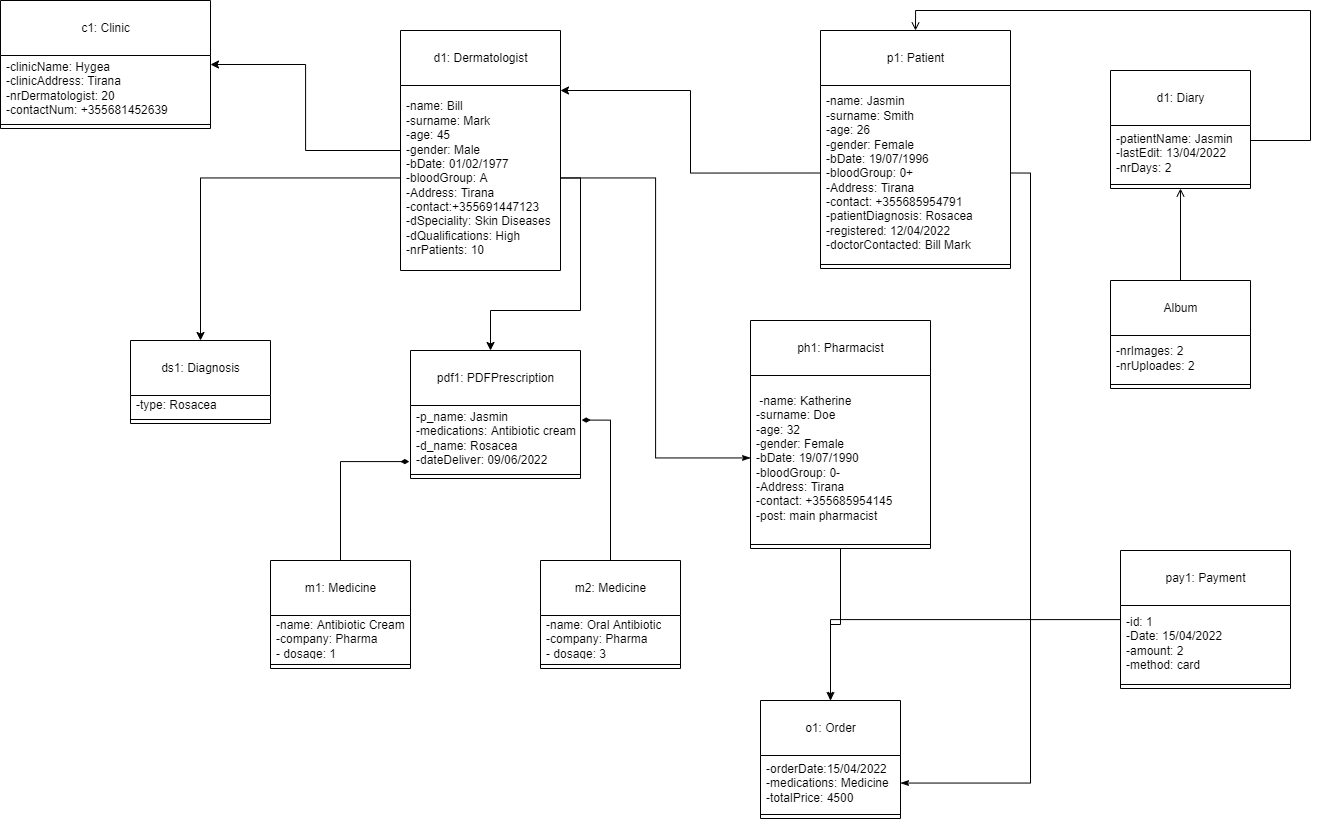 c1: Clinic
-clinicName: Hygea
-clinicAddress: Tirana
-nrDermatologist: 20
-contactNum: +355681452639
d1: Dermatologist
-name: Bill
-surname: Mark
-age: 45
-gender: Male
-bDate: 01/02/1977
-bloodGroup: A
-Address: Tirana
-contact:+355691447123
-dSpeciality: Skin Diseases
-dQualifications: High
-nrPatients: 10
p1: Patient
-name: Jasmin
-surname: Smith
-age: 26
-gender: Female
-bDate: 19/07/1996
-bloodGroup: 0+
-Address: Tirana
-contact: +355685954791
-patientDiagnosis: Rosacea
-registered: 12/04/2022
-doctorContacted: Bill Mark
d1: Diary
-patientName: Jasmin
-lastEdit: 13/04/2022
-nrDays: 2
Album
-nrImages: 2
-nrUploades: 2
ds1: Diagnosis
-type: Rosacea
pdf1: PDFPrescription
-p_name: Jasmin
-medications: Antibiotic cream
-d_name: Rosacea
-dateDeliver: 09/06/2022
ph1: Pharmacist
-name: Katherine
-surname: Doe
-age: 32
-gender: Female
-bDate: 19/07/1990
-bloodGroup: 0-
-Address: Tirana
-contact: +355685954145
-post: main pharmacist
m1: Medicine
-name: Antibiotic Cream
-company: Pharma
- dosage: 1
m2: Medicine
-name: Oral Antibiotic
-company: Pharma
- dosage: 3
pay1: Payment
-id: 1
-Date: 15/04/2022
-amount: 2
-method: card
o1: Order
-orderDate:15/04/2022
-medications: Medicine
-totalPrice: 4500